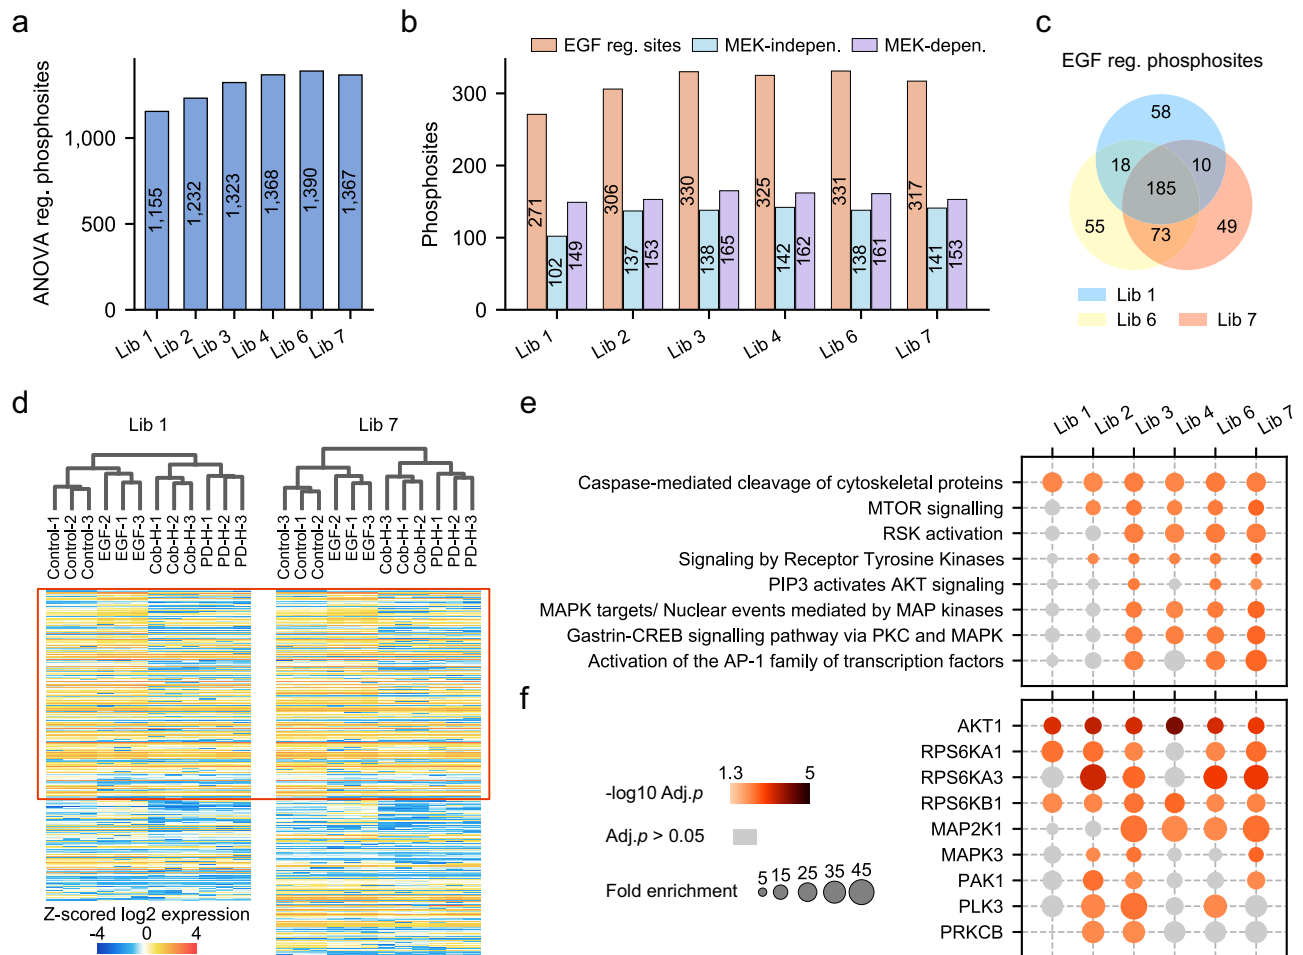 a
ANOVA reg. phosphosites
1,000
500
0
1,155
1,232
1,323
1,368
1,390
1,367
Lib 1
Lib 2
Lib 3
Lib 4
Lib 6
Lib 7
b
EGF reg. sites
MEK-indepen.
MEK-depen.
Phosphosites
300
200
100
0
271
102
149
306
137
153
330
138
165
325
142
162
331
138
161
317
141
153
Lib 1
Lib 2
Lib 3
Lib 4
Lib 6
Lib 7
c
EGF reg. phosphosites
58
18
10
185
55
73
49
Lib 1
Lib 6
Lib 7
d
Lib 1
Lib 7
Control-1
Control-2
Control-3
EGF-2
EGF-1
EGF-3
Cob-H-1
Cob-H-2
Cob-H-3
PD-H-1
PD-H-2
PD-H-3
Control-3
Control-1
Control-2
EGF-2
EGF-1
EGF-3
Cob-H-3
Cob-H-1
Cob-H-2
PD-H-1
PD-H-2
PD-H-3
Z-scored log2 expression
-4
0
4
e
Lib 1
Lib 2
Lib 3
Lib 4
Lib 6
Lib 7
Caspase-mediated cleavage of cytoskeletal proteins
MTOR signalling
RSK activation
Signaling by Receptor Tyrosine Kinases
PIP3 activates AKT signaling
MAPK targets/ Nuclear events mediated by MAP kinases
Gastrin-CREB signalling pathway via PKC and MAPK
Activation of the AP-1 family of transcription factors
f
1.3
5
-log10 Adj.p
Adj.p > 0.05
Fold enrichment
5
15
25
35
45
AKT1
RPS6KA1
RPS6KA3
RPS6KB1
MAP2K1
MAPK3
PAK1
PLK3
PRKCB